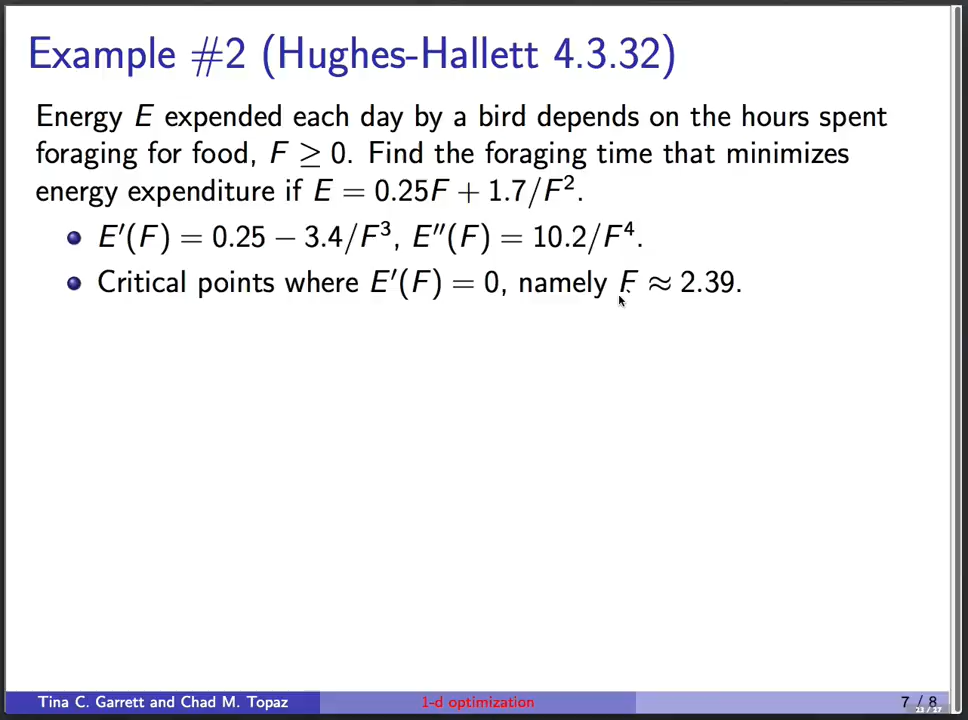 Example #2 (Hughes-Hallett 4.3.32)
Energy E expended each day by a bird depends on the hours spent
foraging for food, F ≥ 0. Find the foraging time that minimizes
energy expenditure if E = 0.25F + 1.7/F².
E′(F) = 0.25 − 3.4/F³, E″(F) = 10.2/F⁴.
Critical points where E′(F) = 0, namely F ≈ 2.39.
Tina C. Garrett and Chad M. Topaz 1-d optimization 7 / 8